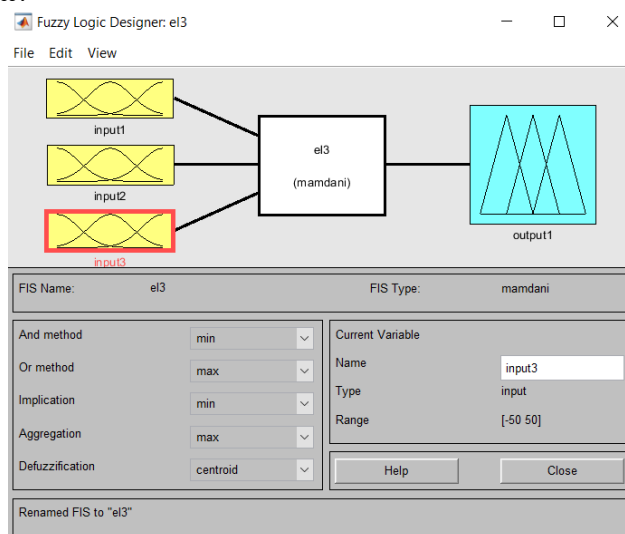 Fuzzy Logic Designer: el3
File Edit View
input1
input2
input3
el3
(mamdani)
output1
FIS Name: el3 FIS Type: mamdani
And method min
Or method max
Implication min
Aggregation max
Defuzzification centroid
Current Variable
Name input3
Type input
Range [-50 50]
Help Close
Renamed FIS to "el3"